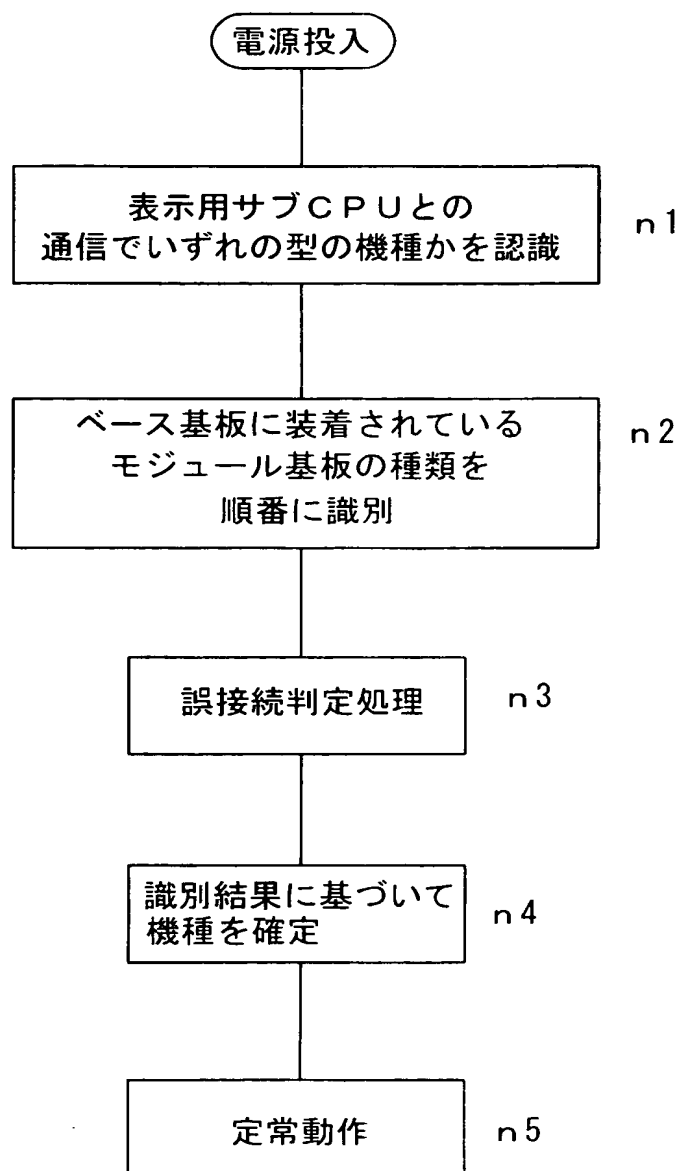 電源投入
表示用サブＣＰＵとの
通信でいずれの型の機種かを認識
n1
ベース基板に装着されている
モジュール基板の種類を
順番に識別
n2
誤接続判定処理
n3
識別結果に基づいて
機種を確定
n4
定常動作
n5